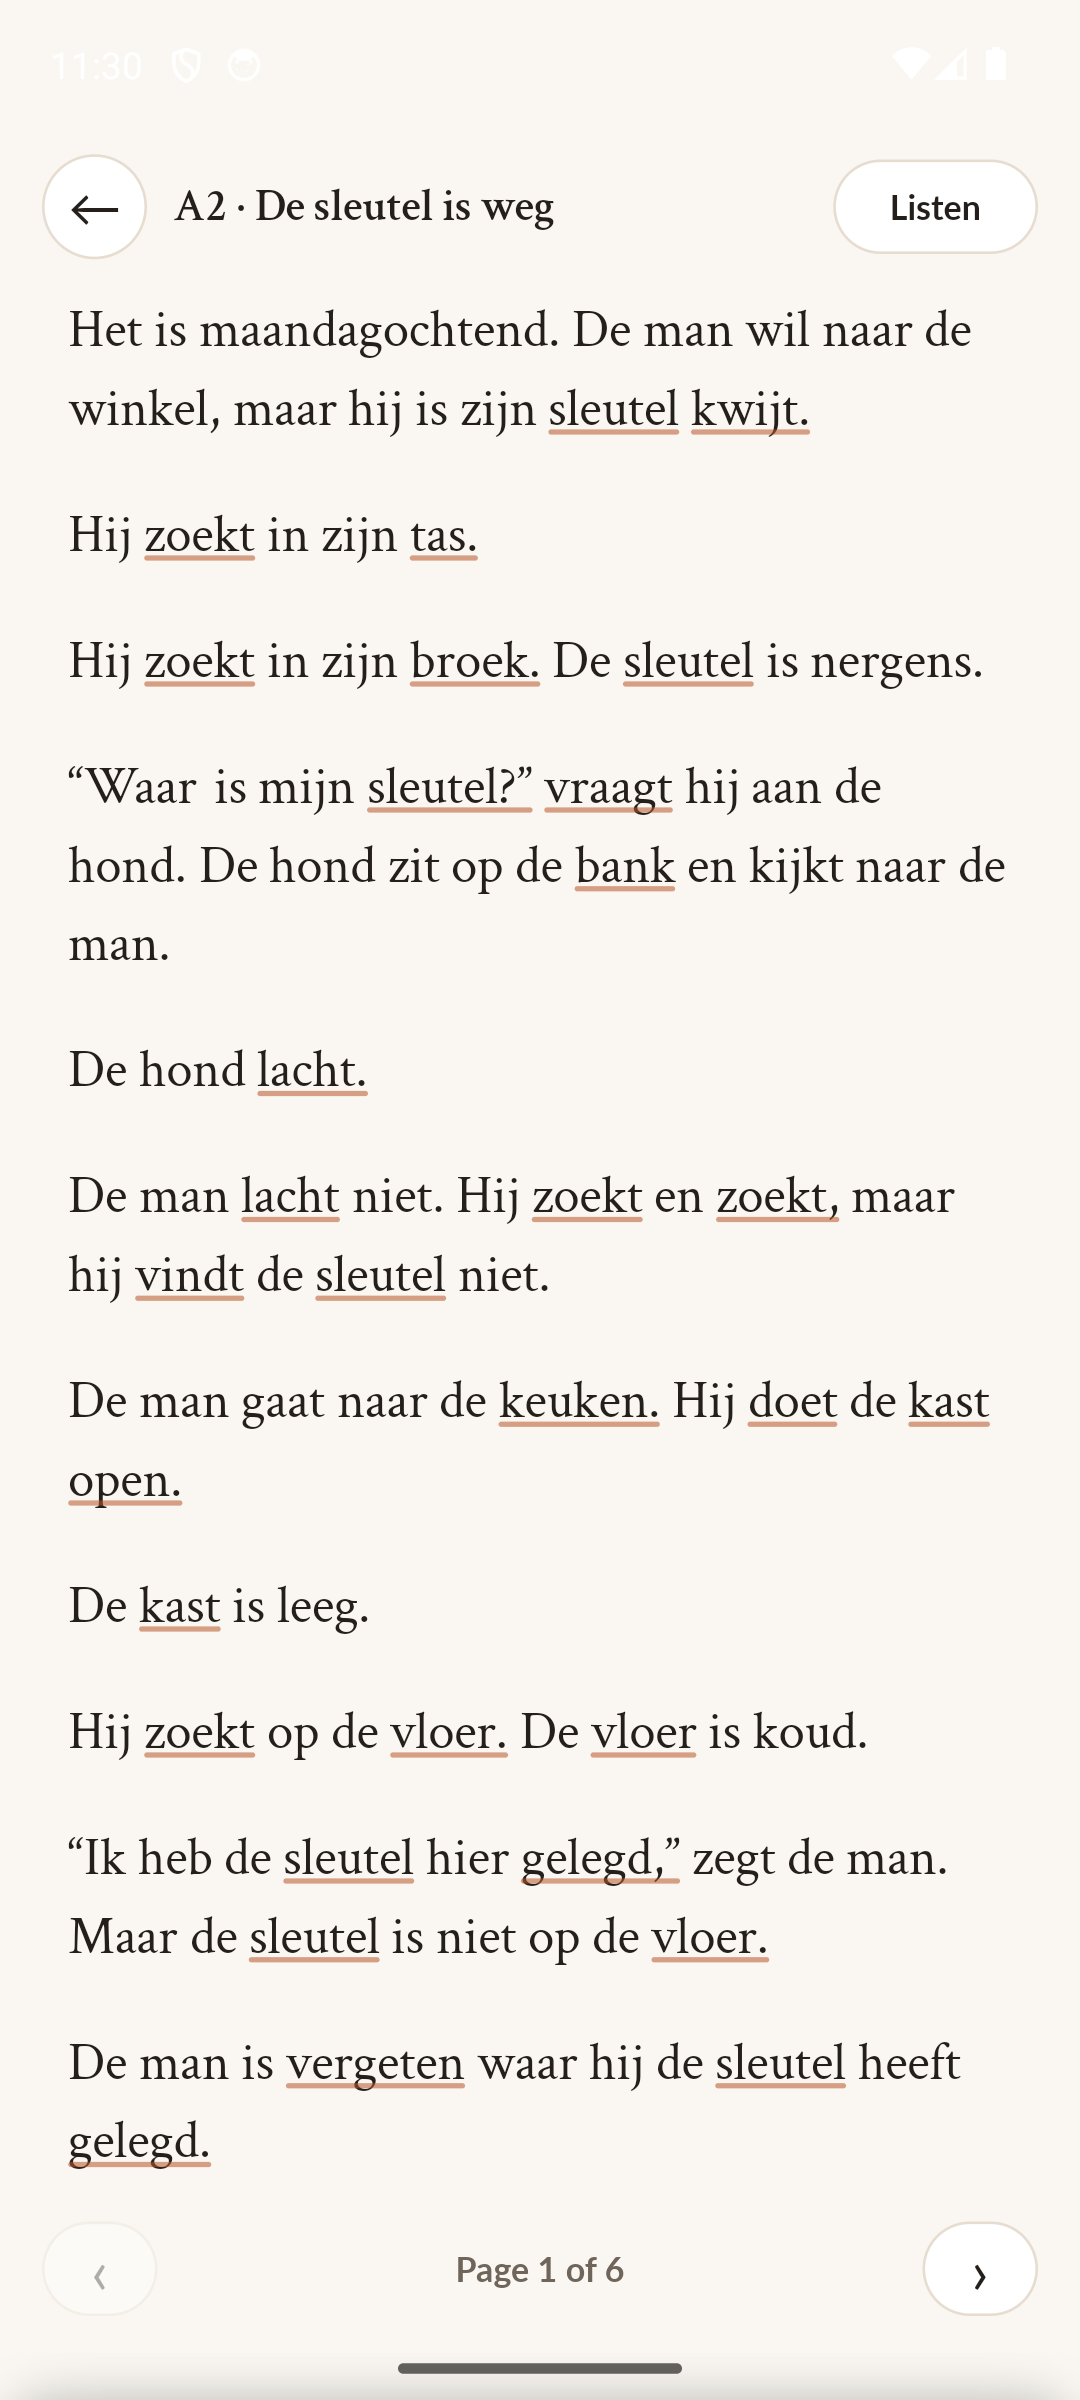 11:30
A2 · De sleutel is weg
Listen
Het is maandagochtend. De man wil naar de
winkel, maar hij is zijn sleutel kwijt.
Hij zoekt in zijn tas.
Hij zoekt in zijn broek. De sleutel is nergens.
“Waar is mijn sleutel?” vraagt hij aan de
hond. De hond zit op de bank en kijkt naar de
man.
De hond lacht.
De man lacht niet. Hij zoekt en zoekt, maar
hij vindt de sleutel niet.
De man gaat naar de keuken. Hij doet de kast
open.
De kast is leeg.
Hij zoekt op de vloer. De vloer is koud.
“Ik heb de sleutel hier gelegd,” zegt de man.
Maar de sleutel is niet op de vloer.
De man is vergeten waar hij de sleutel heeft
gelegd.
Page 1 of 6